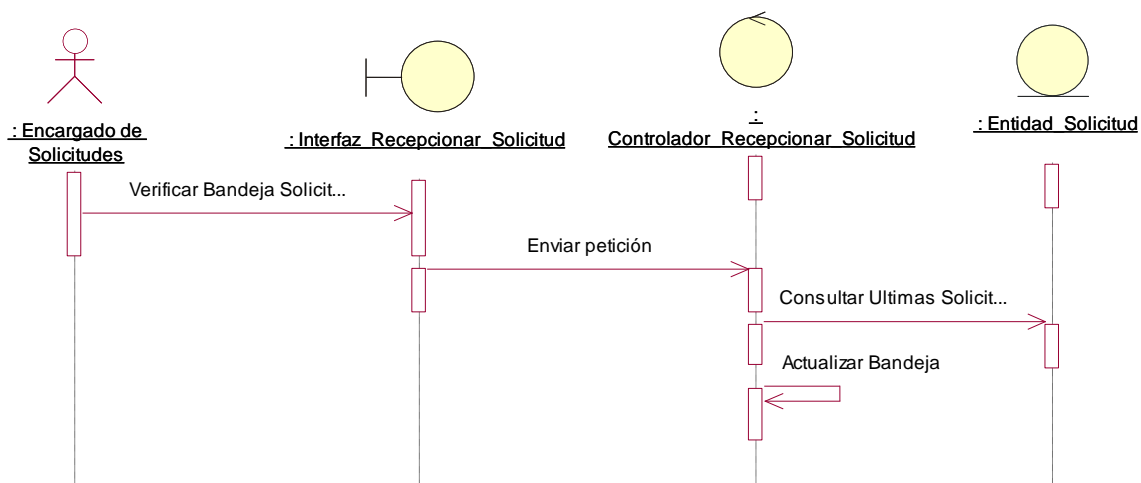 : Encargado de
Solicitudes
: Interfaz_Recepcionar_Solicitud
:
Controlador_Recepcionar_Solicitud
: Entidad_Solicitud
Verificar Bandeja Solicit...
Enviar petición
Consultar Ultimas Solicit...
Actualizar Bandeja